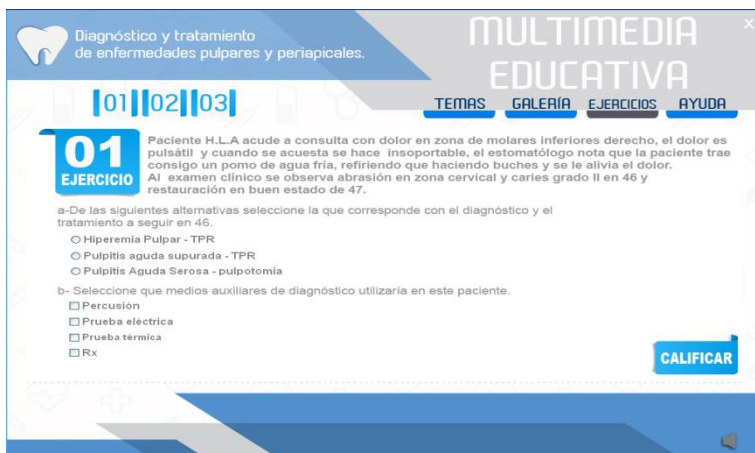 Diagnóstico y tratamiento
de enfermedades pulpares y periapicales.
MULTIMEDIA
EDUCATIVA
x
01 02 03
TEMAS GALERÍA EJERCICIOS AYUDA
01
EJERCICIO
Paciente H.L.A acude a consulta con dolor en zona de molares inferiores derecho, el dolor es
pulsátil y cuando se acuesta se hace insoportable, el estomatólogo nota que la paciente trae
consigo un pomo de agua fría, refiriendo que haciendo buches y se le alivia el dolor.
Al examen clínico se observa abrasión en zona cervical y caries grado II en 46 y
restauración en buen estado de 47.
a-De las siguientes alternativas seleccione la que corresponde con el diagnóstico y el
tratamiento a seguir en 46.
Hiperemia Pulpar - TPR
Pulpitis aguda supurada - TPR
Pulpitis Aguda Serosa - pulpotomia
b- Seleccione que medios auxiliares de diagnóstico utilizaría en este paciente.
Percusión
Prueba eléctrica
Prueba térmica
Rx
CALIFICAR